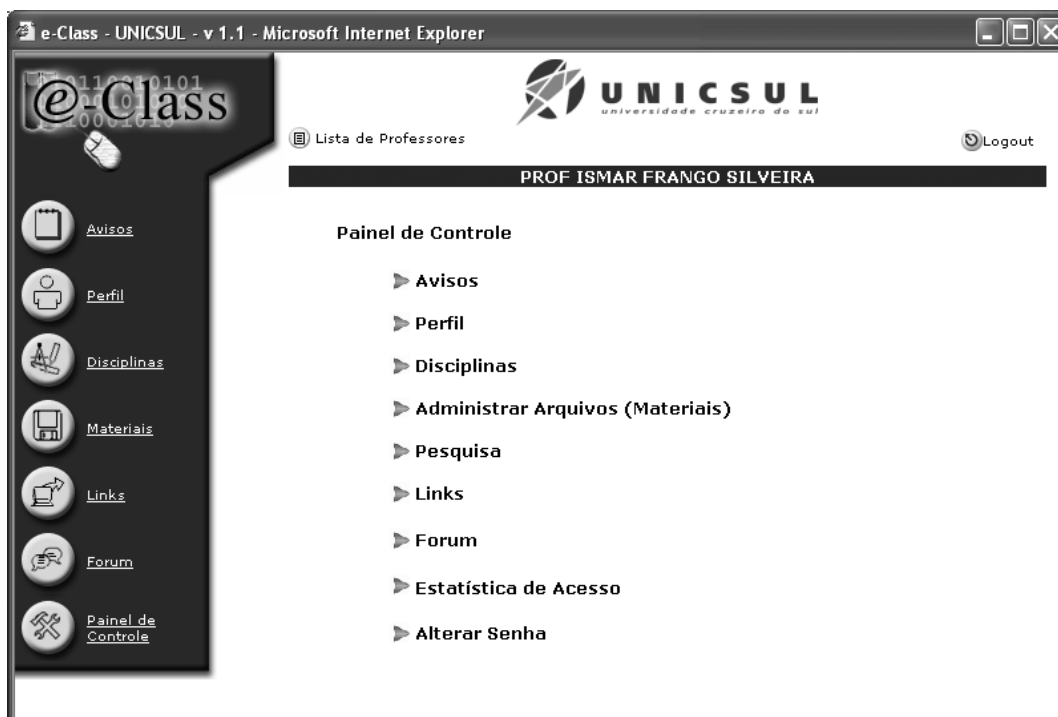 e-Class - UNICSUL - v 1.1 - Microsoft Internet Explorer
e-Class
UNICSUL
universidade cruzeiro do sul
Lista de Professores
Logout
PROF ISMAR FRANGO SILVEIRA
Avisos
Perfil
Disciplinas
Materiais
Links
Forum
Painel de
Controle
Painel de Controle
Avisos
Perfil
Disciplinas
Administrar Arquivos (Materiais)
Pesquisa
Links
Forum
Estatística de Acesso
Alterar Senha